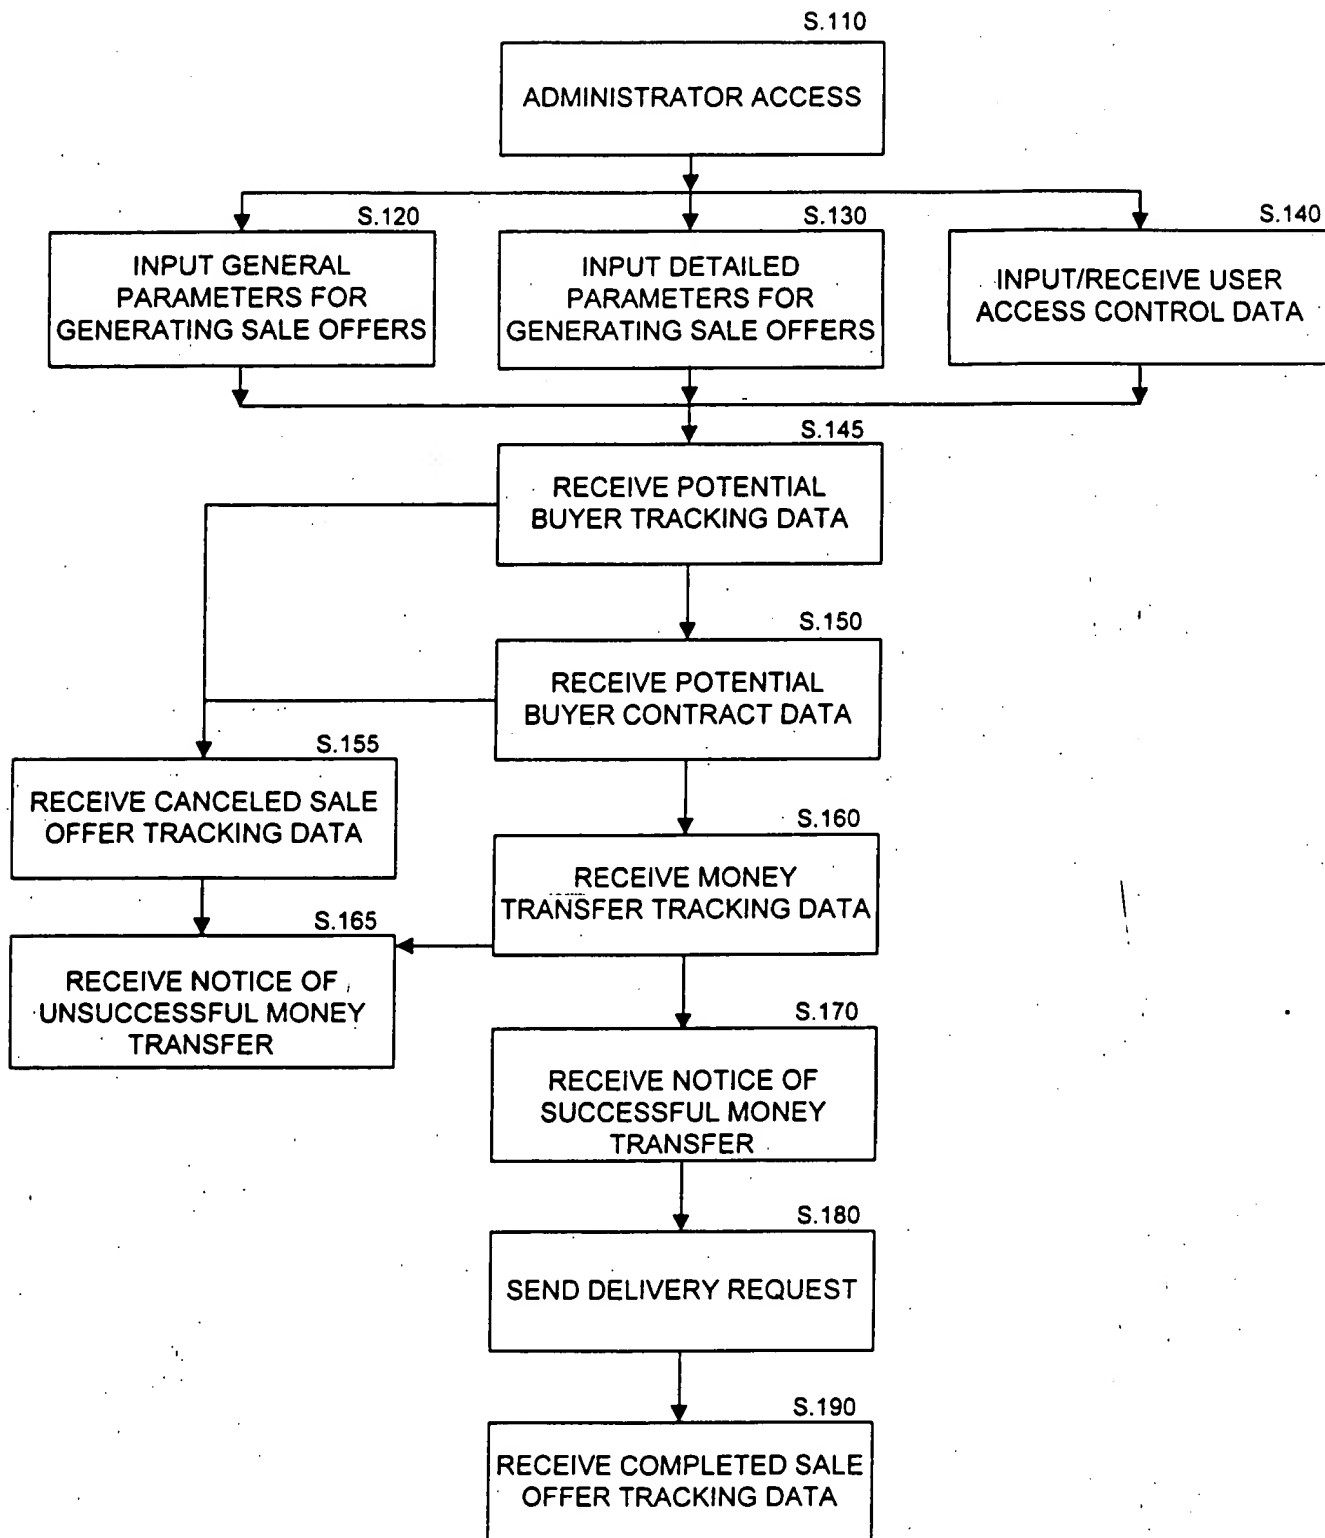 S.110
ADMINISTRATOR ACCESS
S.120
INPUT GENERAL
PARAMETERS FOR
GENERATING SALE OFFERS
S.130
INPUT DETAILED
PARAMETERS FOR
GENERATING SALE OFFERS
S.140
INPUT/RECEIVE USER
ACCESS CONTROL DATA
S.145
RECEIVE POTENTIAL
BUYER TRACKING DATA
S.150
RECEIVE POTENTIAL
BUYER CONTRACT DATA
S.155
RECEIVE CANCELED SALE
OFFER TRACKING DATA
S.160
RECEIVE MONEY
TRANSFER TRACKING DATA
S.165
RECEIVE NOTICE OF
UNSUCCESSFUL MONEY
TRANSFER
S.170
RECEIVE NOTICE OF
SUCCESSFUL MONEY
TRANSFER
S.180
SEND DELIVERY REQUEST
S.190
RECEIVE COMPLETED SALE
OFFER TRACKING DATA